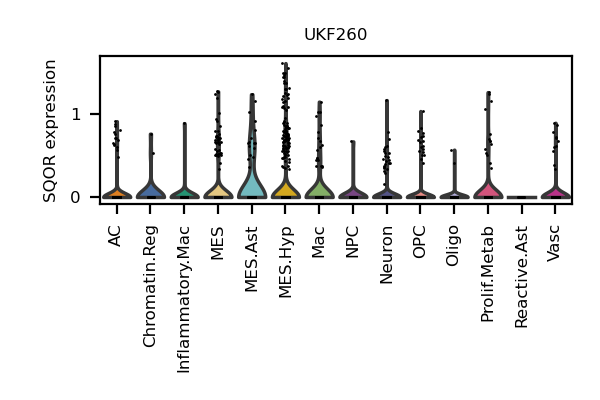 UKF260
SQOR expression
1
0
AC
Chromatin.Reg
Inflammatory.Mac
MES
MES.Ast
MES.Hyp
Mac
NPC
Neuron
OPC
Oligo
Prolif.Metab
Reactive.Ast
Vasc